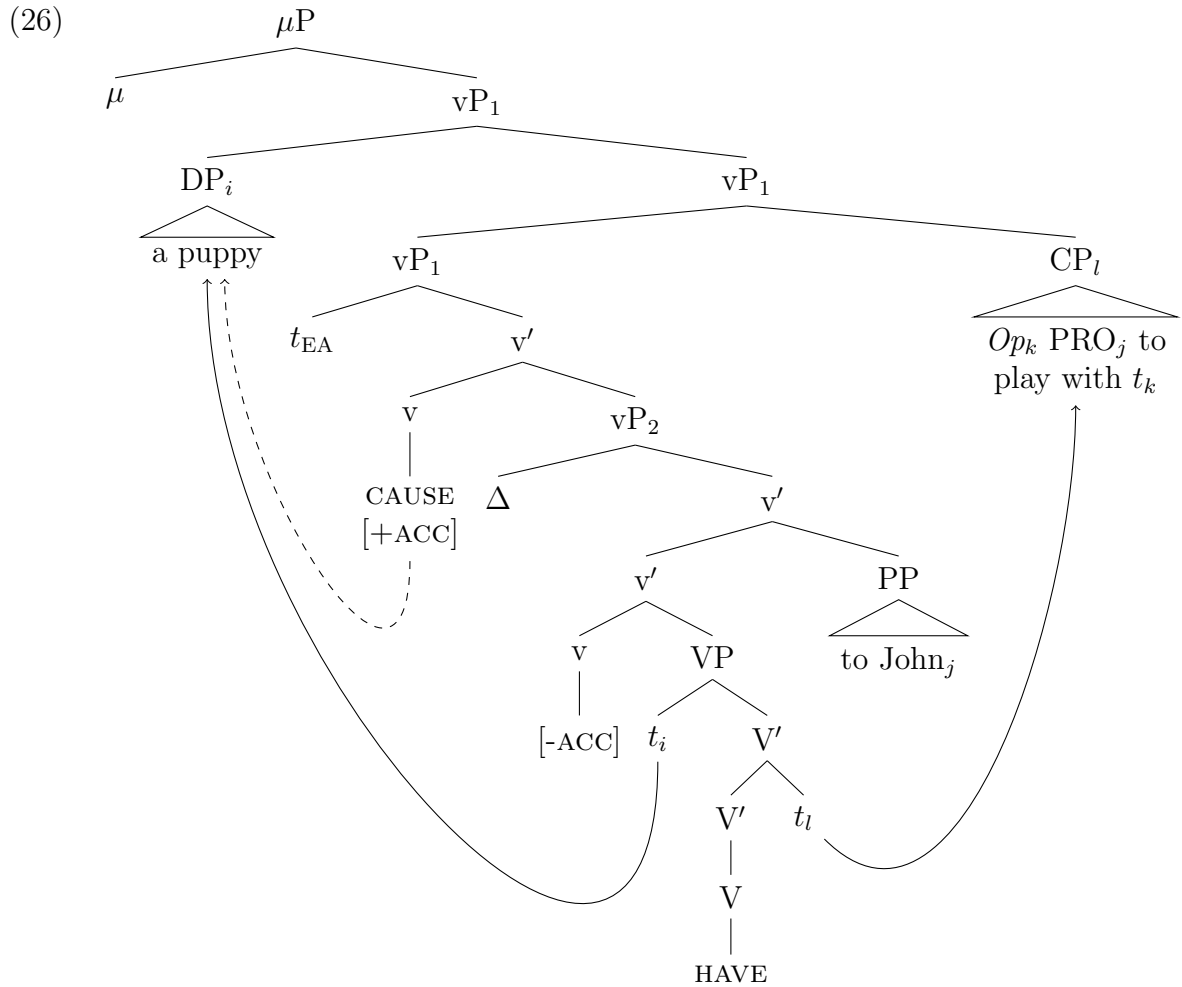 (26)
μP
μ
vP₁
DPᵢ
vP₁
a puppy
vP₁
CPₗ
t_EA
v′
Opₖ PROⱼ to
play with tₖ
v
vP₂
CAUSE
[+ACC]
Δ
v′
v′
PP
v
VP
to Johnⱼ
[-ACC]
tᵢ
V′
V′
tₗ
V
HAVE